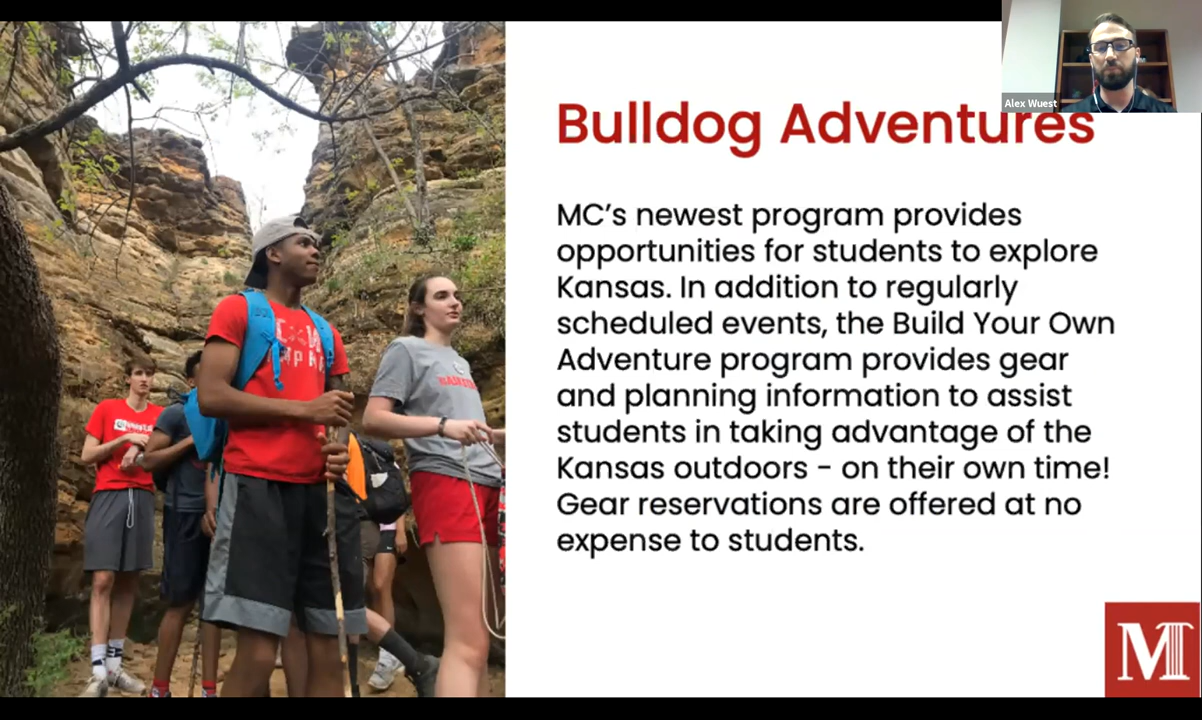 Alex Wuest
Bulldog Adventures
MC's newest program provides
opportunities for students to explore
Kansas. In addition to regularly
scheduled events, the Build Your Own
Adventure program provides gear
and planning information to assist
students in taking advantage of the
Kansas outdoors - on their own time!
Gear reservations are offered at no
expense to students.
M